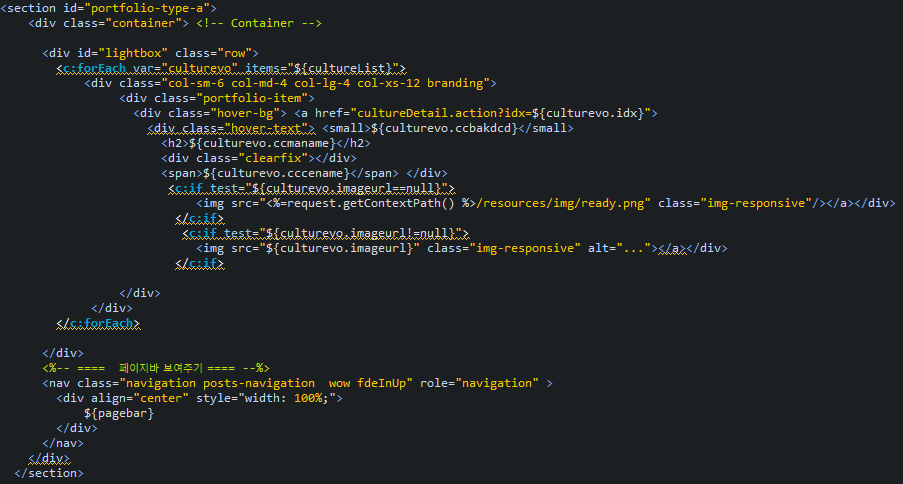 <section id="portfolio-type-a">
<div class="container"> <!-- Container -->
<div id="lightbox" class="row">
<c:forEach var="culturevo" items="${cultureList}">
<div class="col-sm-6 col-md-4 col-lg-4 col-xs-12 branding">
<div class="portfolio-item">
<div class="hover-bg"> <a href="cultureDetail.action?idx=${culturevo.idx}">
<div class="hover-text"> <small>${culturevo.ccbakdcd}</small>
<h2>${culturevo.ccmaname}</h2>
<div class="clearfix"></div>
<span>${culturevo.cccename}</span> </div>
<c:if test="${culturevo.imageurl==null}">
<img src="<%=request.getContextPath() %>/resources/img/ready.png" class="img-responsive"/></a></div>
</c:if>
<c:if test="${culturevo.imageurl!=null}">
<img src="${culturevo.imageurl}" class="img-responsive" alt="..."></a></div>
</c:if>
</div>
</div>
</c:forEach>
</div>
<%-- ==== 페이지바 보여주기 ==== --%>
<nav class="navigation posts-navigation  wow fdeInUp" role="navigation" >
<div align="center" style="width: 100%;">
${pagebar}
</div>
</nav>
</div>
</section>